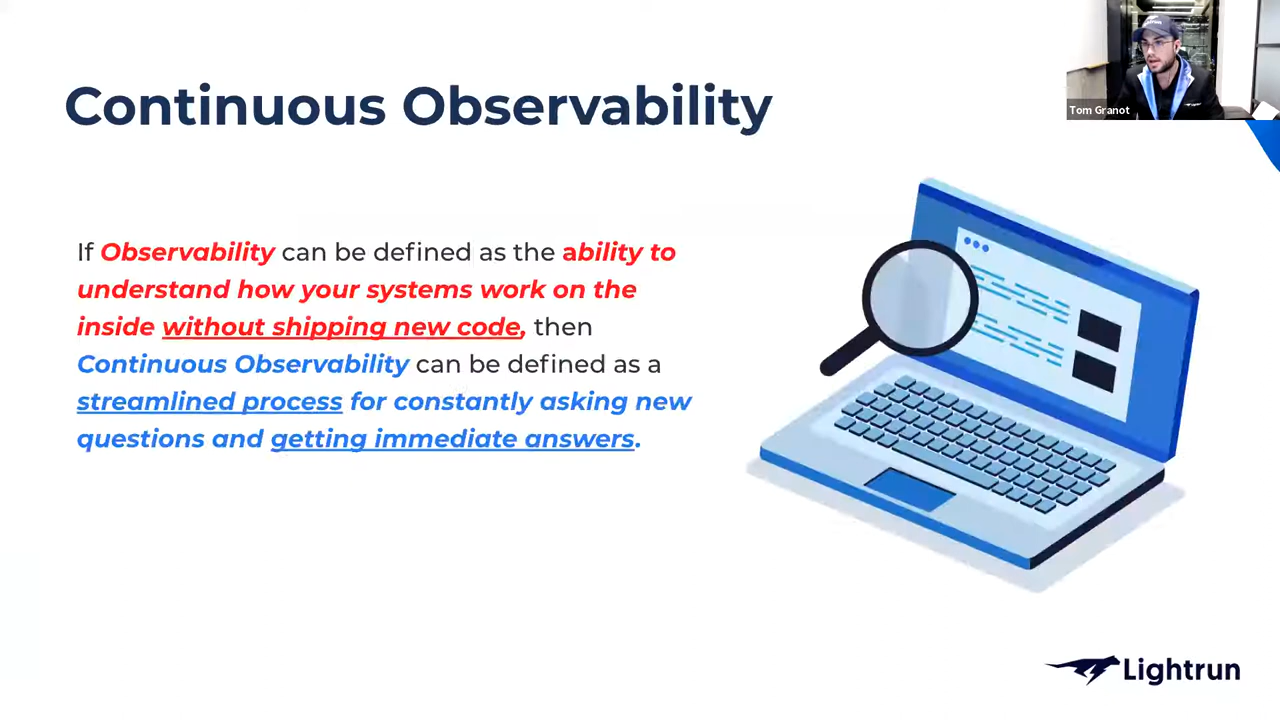 Tom Granot
Continuous Observability
If Observability can be defined as the ability to
understand how your systems work on the
inside without shipping new code, then
Continuous Observability can be defined as a
streamlined process for constantly asking new
questions and getting immediate answers.
Lightrun